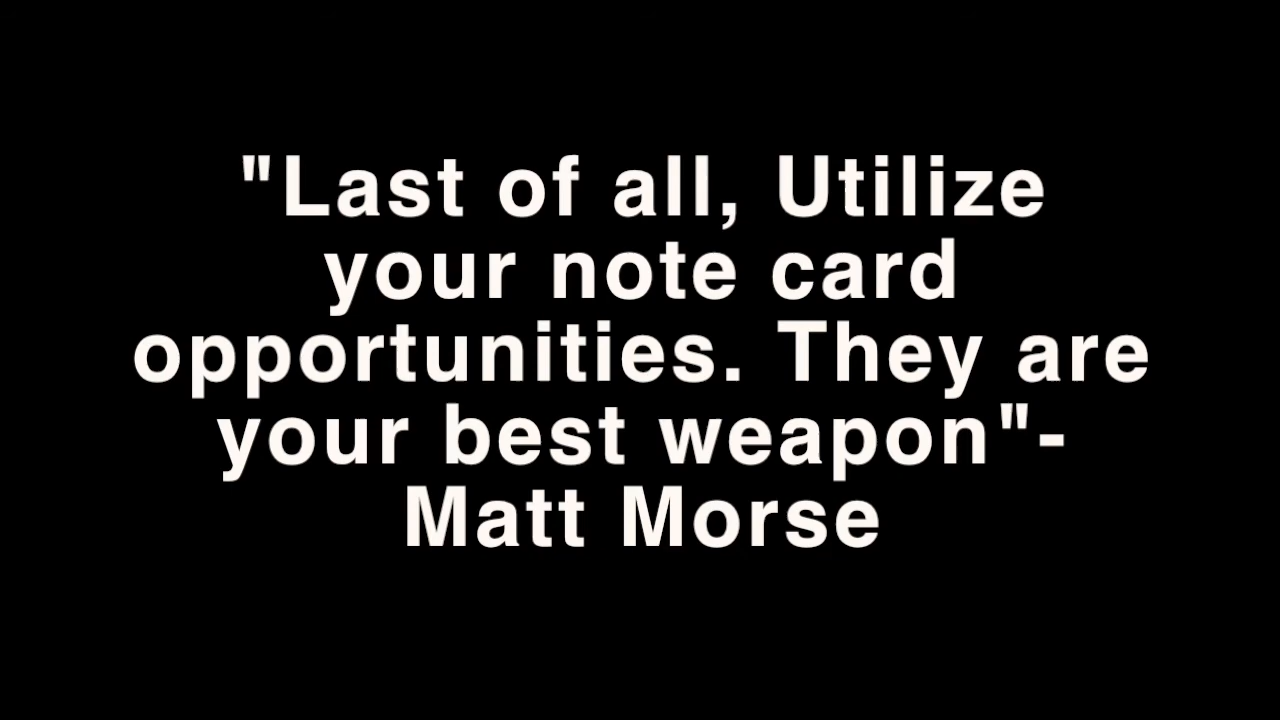 "Last of all, Utilize
your note card
opportunities. They are
your best weapon"-
Matt Morse